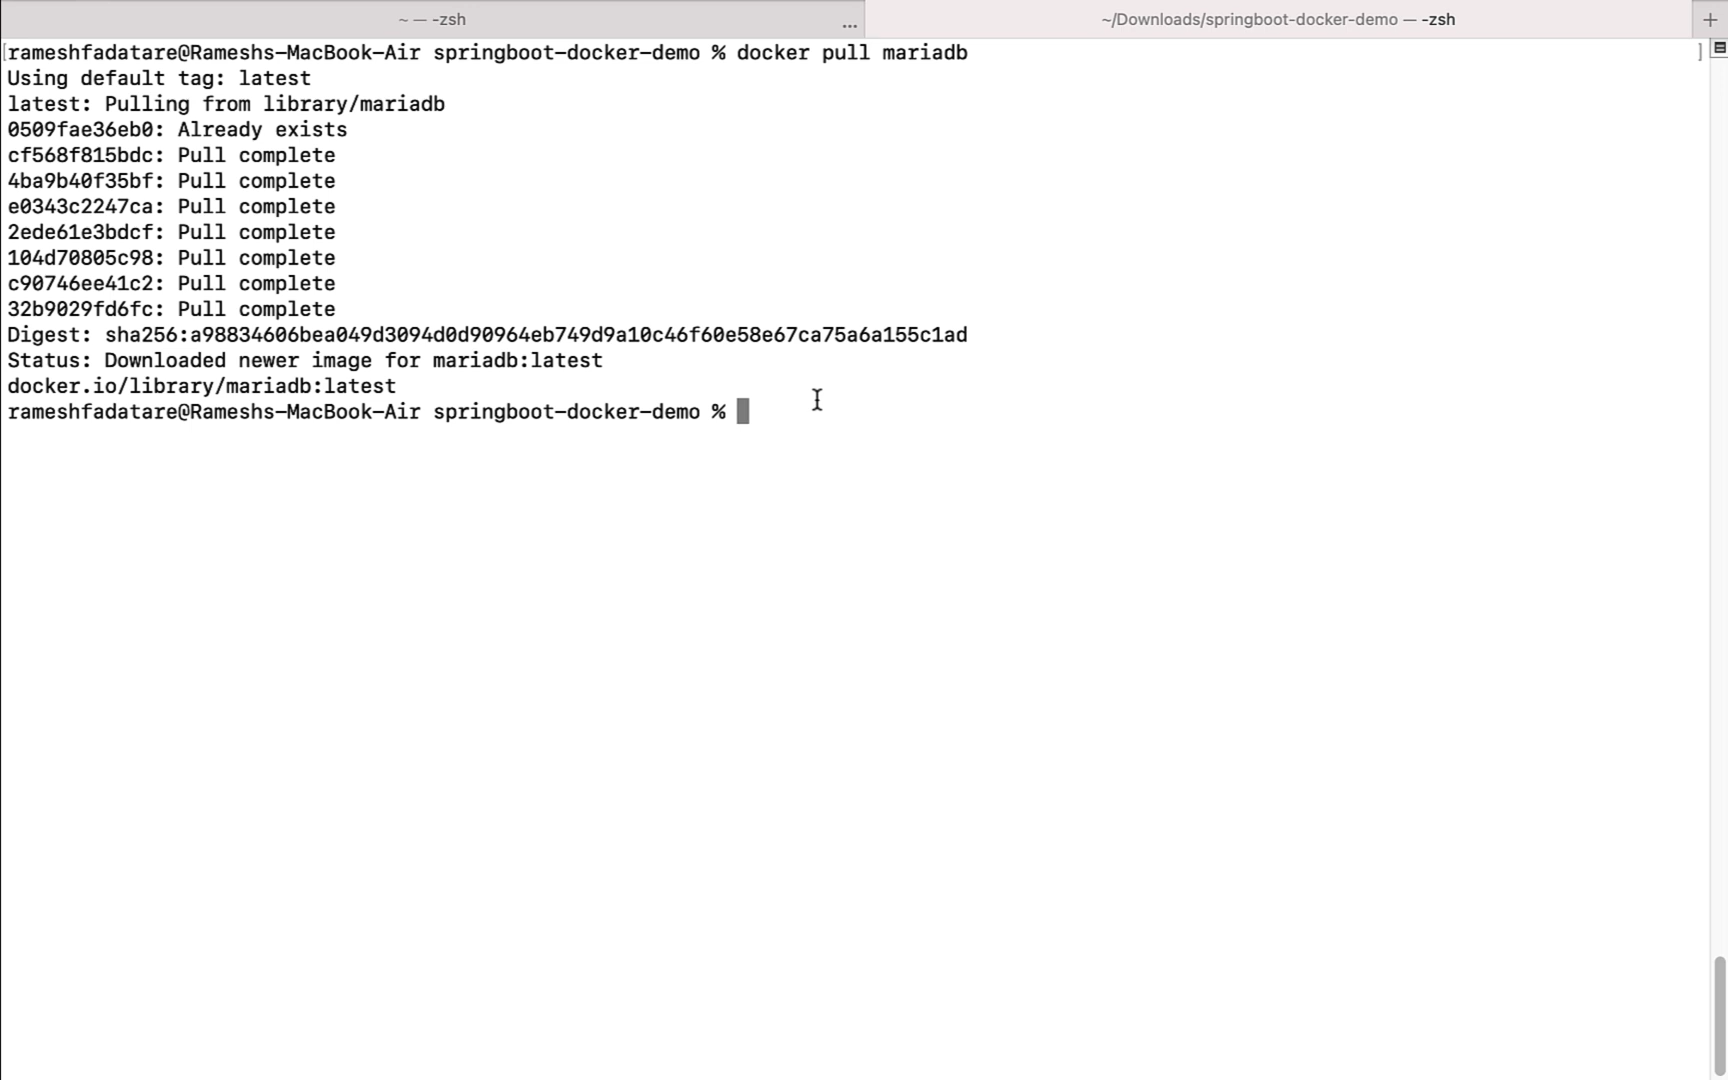 ~ — -zsh
...
~/Downloads/springboot-docker-demo — -zsh
+
[rameshfadatare@Rameshs-MacBook-Air springboot-docker-demo % docker pull mariadb ]
Using default tag: latest
latest: Pulling from library/mariadb
0509fae36eb0: Already exists
cf568f815bdc: Pull complete
4ba9b40f35bf: Pull complete
e0343c2247ca: Pull complete
2ede61e3bdcf: Pull complete
104d70805c98: Pull complete
c90746ee41c2: Pull complete
32b9029fd6fc: Pull complete
Digest: sha256:a98834606bea049d3094d0d90964eb749d9a10c46f60e58e67ca75a6a155c1ad
Status: Downloaded newer image for mariadb:latest
docker.io/library/mariadb:latest
rameshfadatare@Rameshs-MacBook-Air springboot-docker-demo %